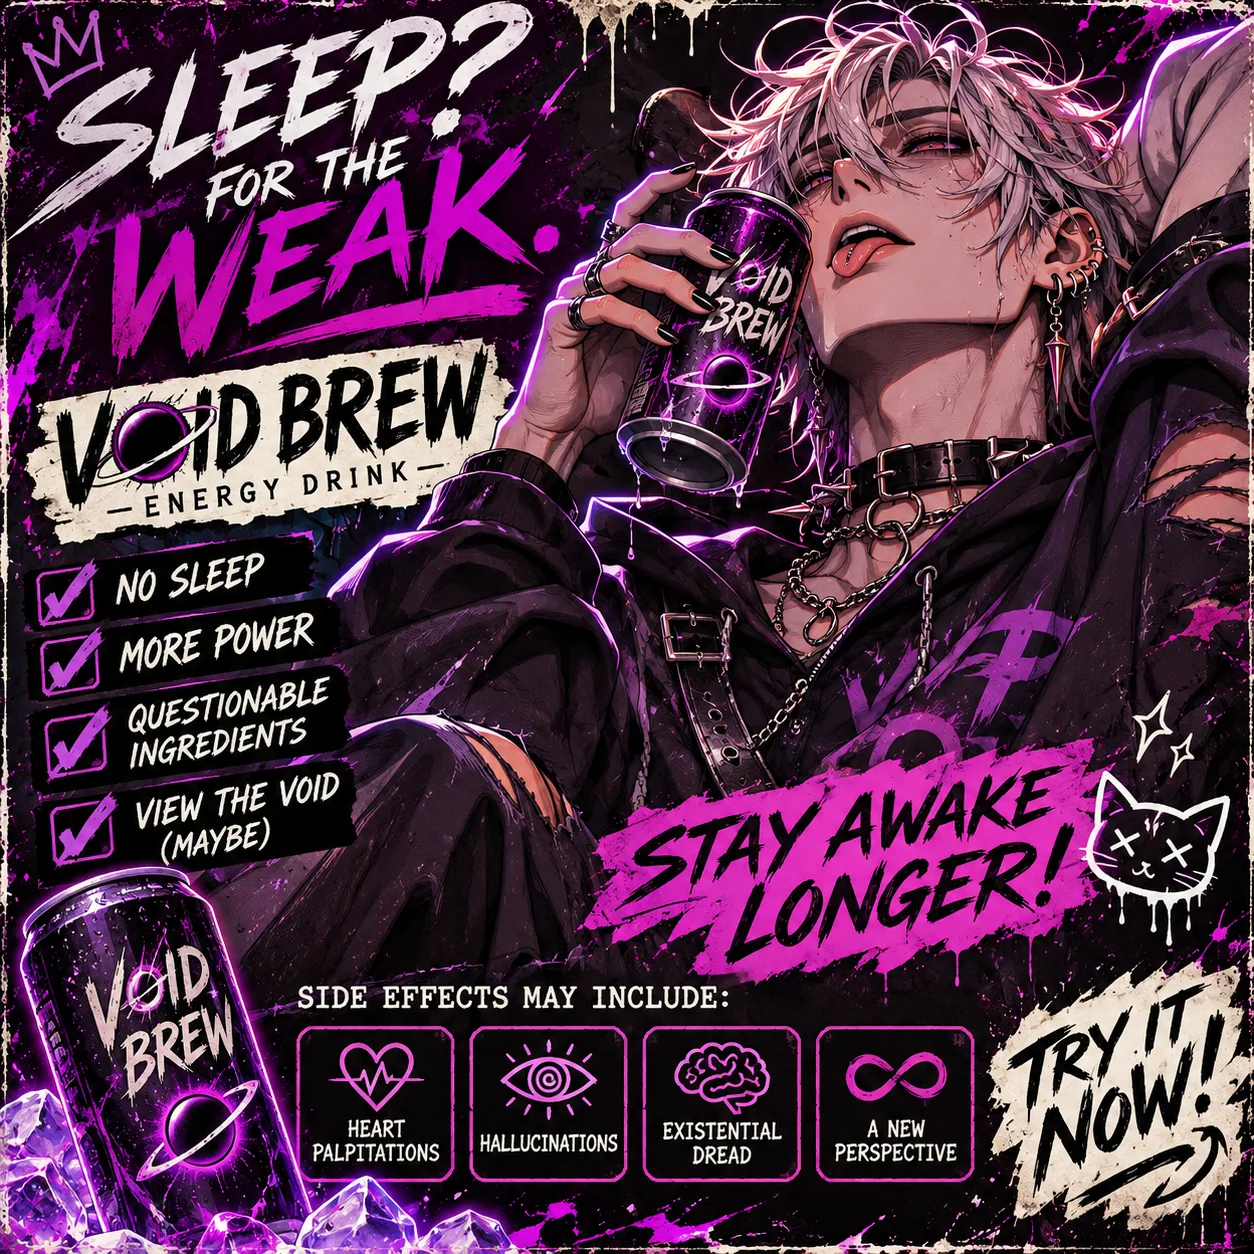 SLEEP?
FOR THE
WEAK.
VOID BREW
ENERGY DRINK
NO SLEEP
MORE POWER
QUESTIONABLE
INGREDIENTS
VIEW THE VOID
(MAYBE)
VOID
BREW
STAY AWAKE
LONGER!
VOID
BREW
SIDE EFFECTS MAY INCLUDE:
HEART
PALPITATIONS
HALLUCINATIONS
EXISTENTIAL
DREAD
A NEW
PERSPECTIVE
TRY IT
NOW!